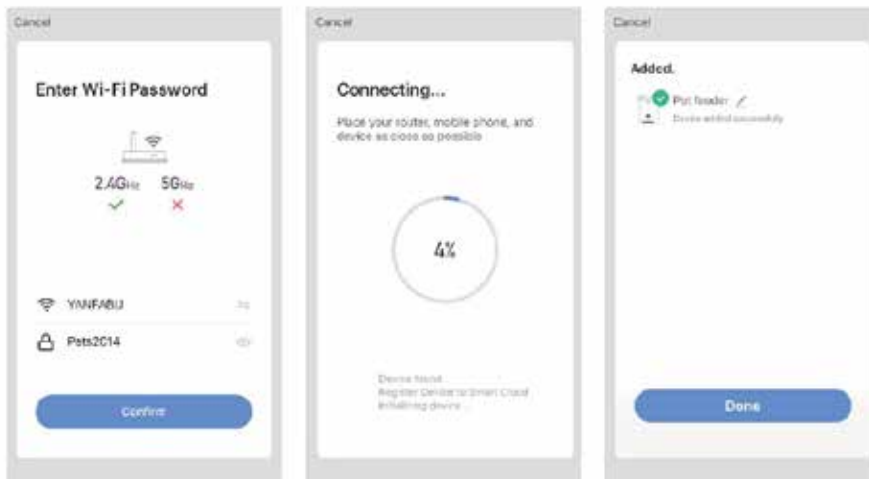 Cancel
Enter Wi-Fi Password
2.4GHz 5GHz
YANFABU
Pets2C14
Confirm
Cancel
Connecting...
Place your router, mobile phone, and
device as close as possible
4%
Device found
Register Device to Smart Cloud
Initializing device...
Cancel
Added.
Pet feeder
Device added successfully
Done